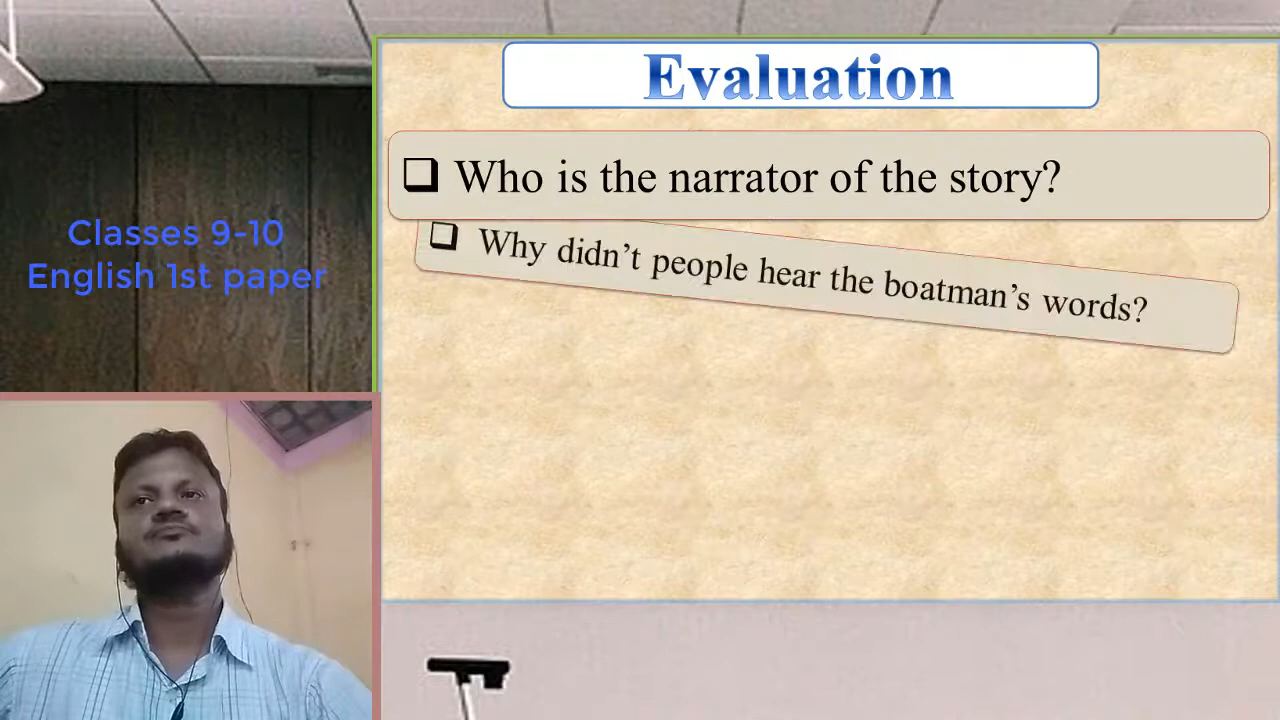 Evaluation
❑ Who is the narrator of the story?
❑ Why didn’t people hear the boatman’s words?
Classes 9-10
English 1st paper